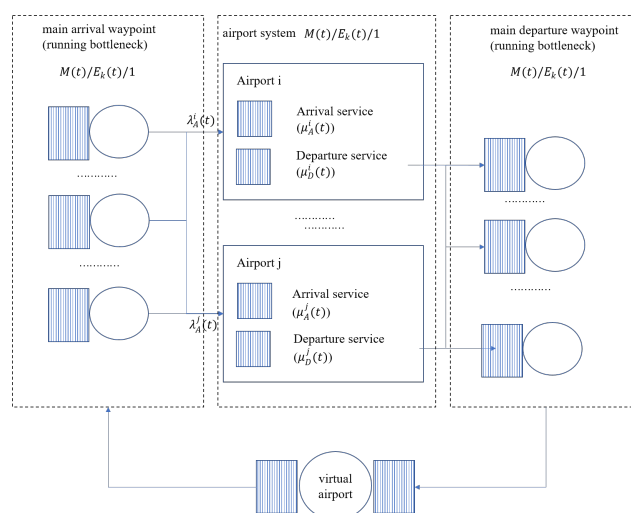 main arrival waypoint
(running bottleneck)
M(t)/E_k(t)/1
λ_A^i(t)
............
............
λ_A^j(t)
airport system M(t)/E_k(t)/1
Airport i
Arrival service
(μ_A^i(t))
Departure service
(μ_D^i(t))
............
............
Airport j
Arrival service
(μ_A^j(t))
Departure service
(μ_D^j(t))
main departure waypoint
(running bottleneck)
M(t)/E_k(t)/1
............
............
virtual
airport